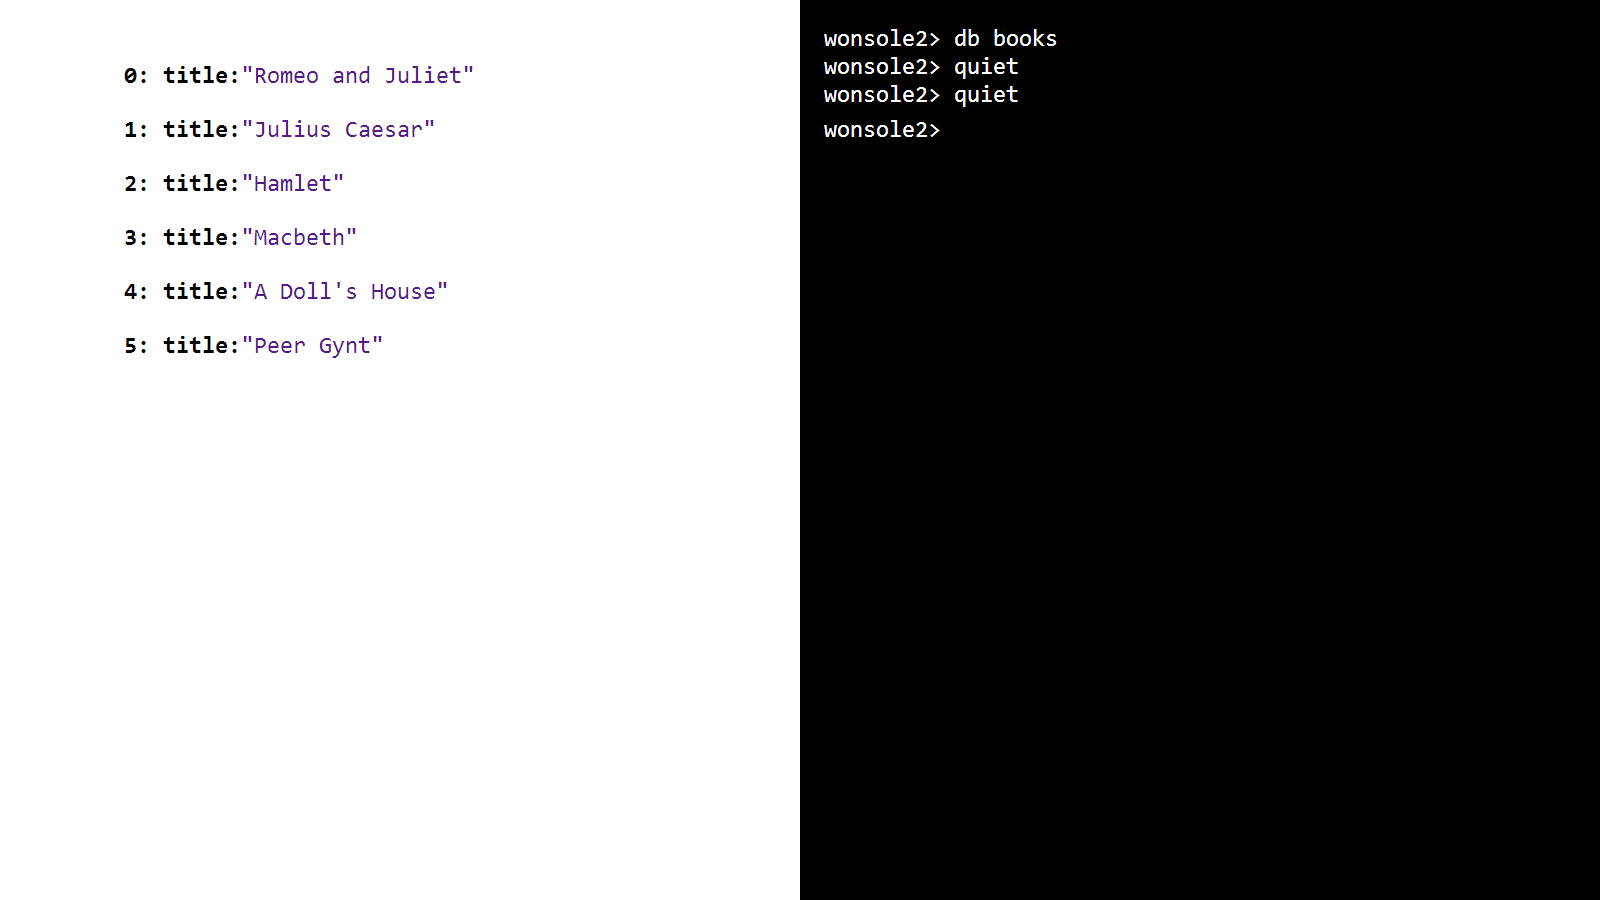 0: title:"Romeo and Juliet"
1: title:"Julius Caesar"
2: title:"Hamlet"
3: title:"Macbeth"
4: title:"A Doll's House"
5: title:"Peer Gynt"
wonsole2> db books
wonsole2> quiet
wonsole2> quiet
wonsole2>